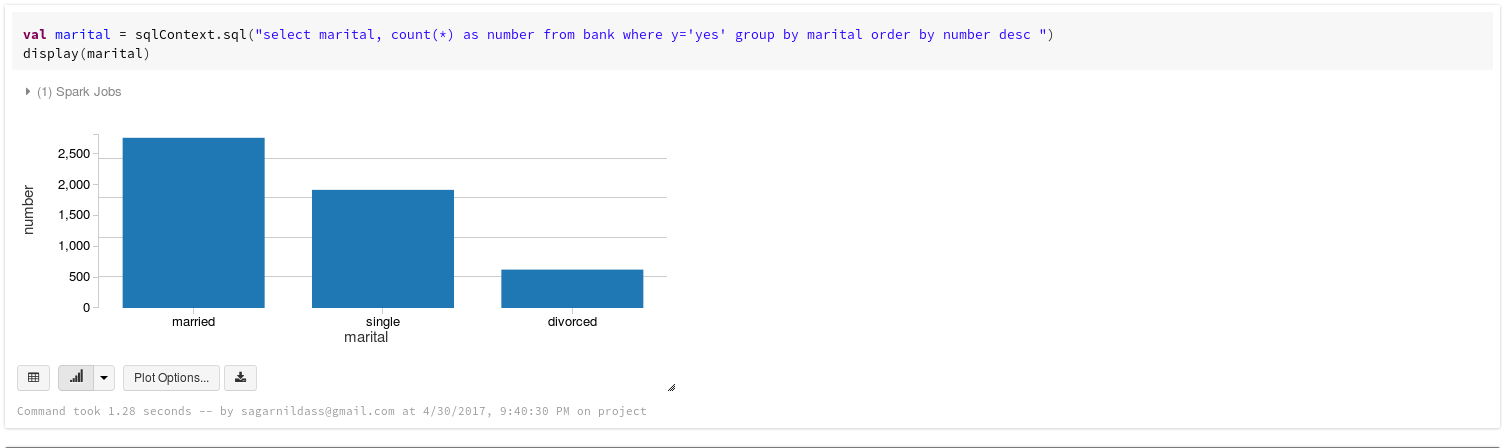 val marital = sqlContext.sql("select marital, count(*) as number from bank where y='yes' group by marital order by number desc ")
display(marital)
(1) Spark Jobs
2,500
2,000
1,500
1,000
500
0
number
married single divorced
marital
Plot Options...
Command took 1.28 seconds -- by sagarnildass@gmail.com at 4/30/2017, 9:40:30 PM on project